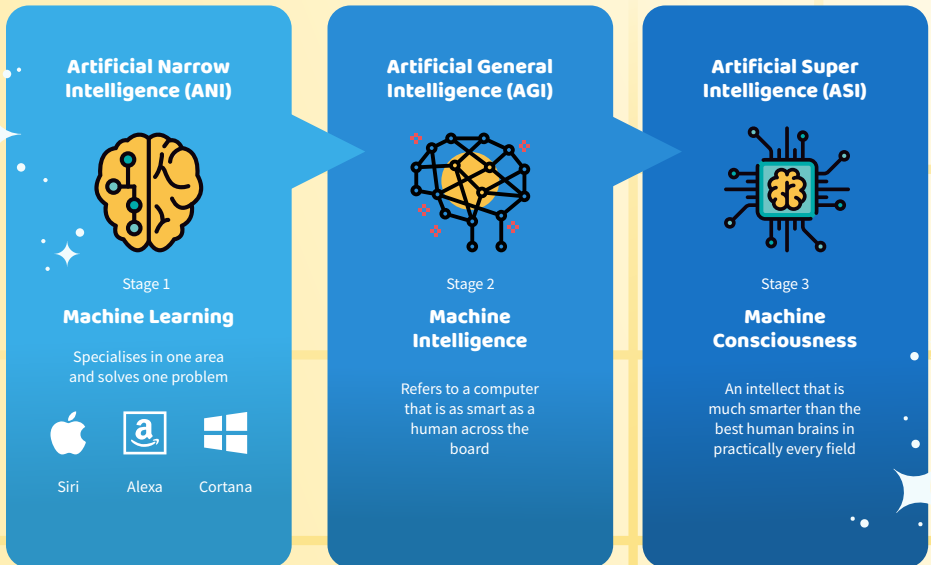 Artificial Narrow
Intelligence (ANI)
Stage 1
Machine Learning
Specialises in one area
and solves one problem
a
Siri
Alexa
Cortana
Artificial General
Intelligence (AGI)
Stage 2
Machine
Intelligence
Refers to a computer
that is as smart as a
human across the
board
Artificial Super
Intelligence (ASI)
Stage 3
Machine
Consciousness
An intellect that is
much smarter than the
best human brains in
practically every field